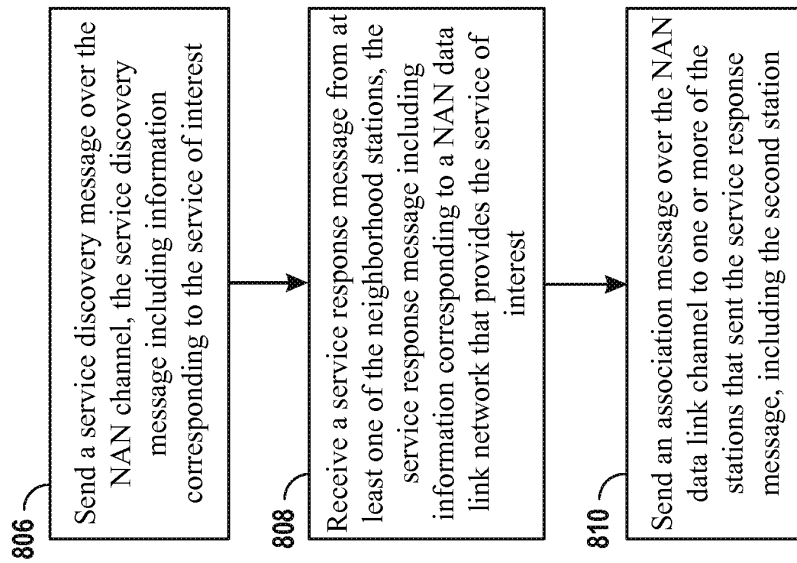 806
Send a service discovery message over the
NAN channel, the service discovery
message including information
corresponding to the service of interest
808
Receive a service response message from at
least one of the neighborhood stations, the
service response message including
information corresponding to a NAN data
link network that provides the service of
interest
810
Send an association message over the NAN
data link channel to one or more of the
stations that sent the service response
message, including the second station